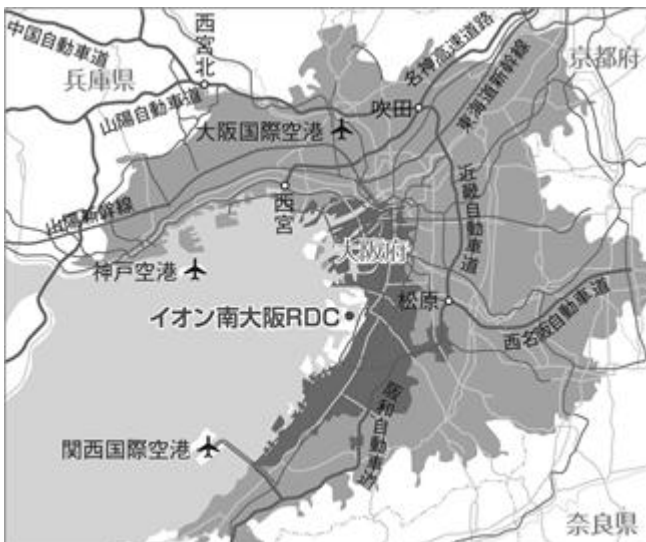 中国自動車道
兵庫県
西宮北
名神高速道路
東海道新幹線
京都府
山陽自動車道
大阪国際空港
吹田
近畿自動車道
山陽新幹線
西宮
大阪府
神戸空港
松原
イオン南大阪RDC
西名阪自動車道
阪和自動車道
関西国際空港
奈良県